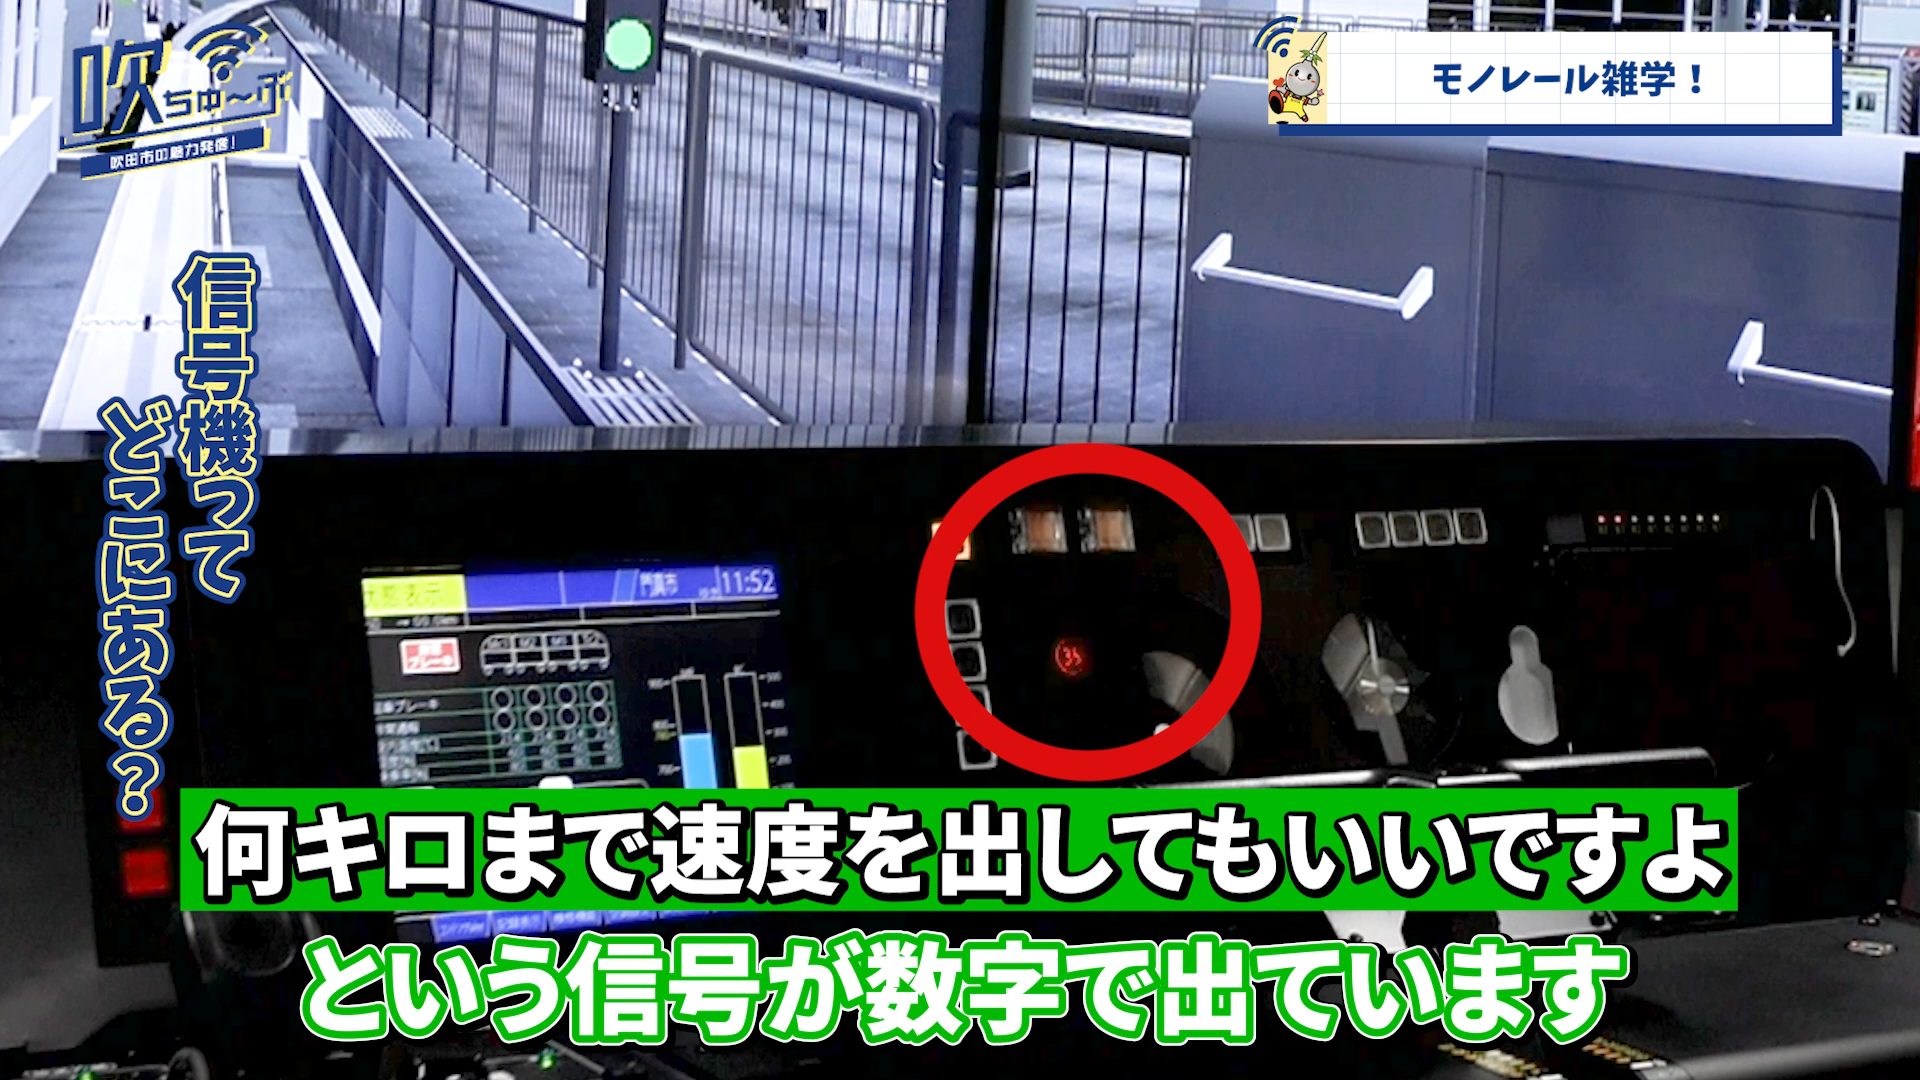 吹ちゅ〜ぶ
吹田市の魅力発信！
モノレール雑学！
信号機って
どこにある？
門真市
11:52
35
何キロまで速度を出してもいいですよ
という信号が数字で出ています